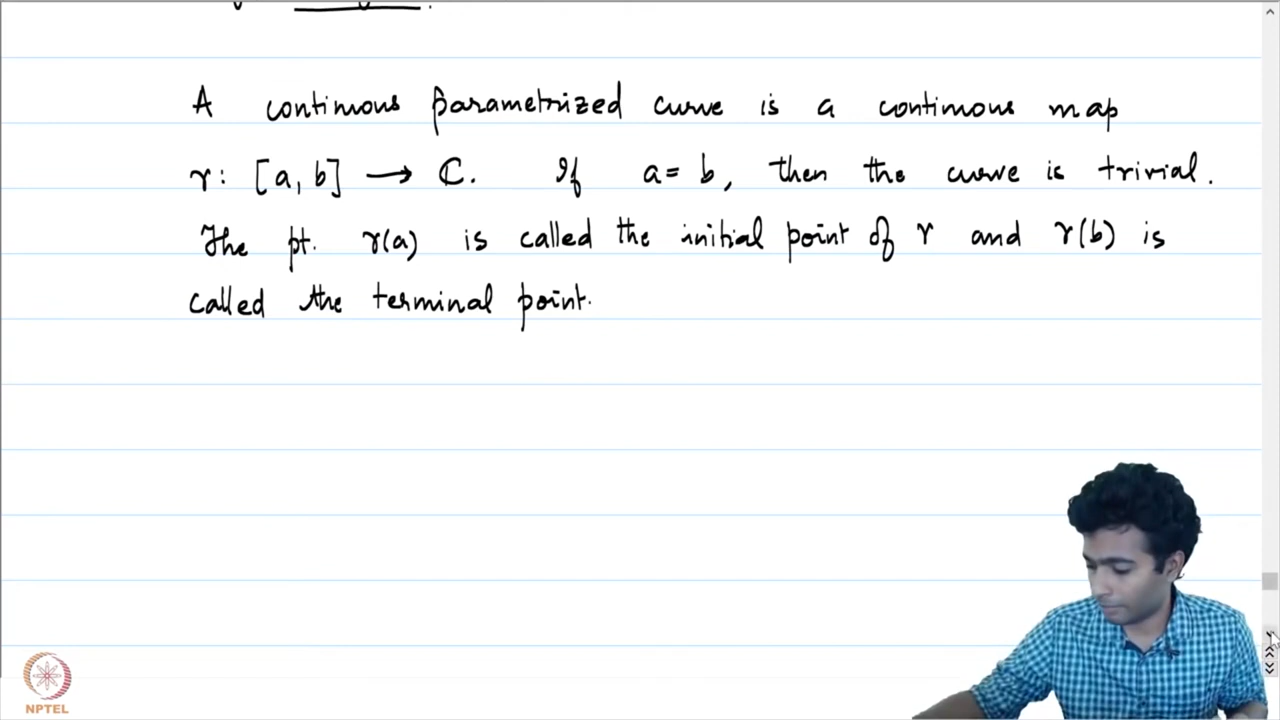 A continuous parametrized curve is a continuous map
γ: [a, b] → ℂ. If a = b, then the curve is trivial.
The pt. γ(a) is called the initial point of γ and γ(b) is
called the terminal point.
NPTEL